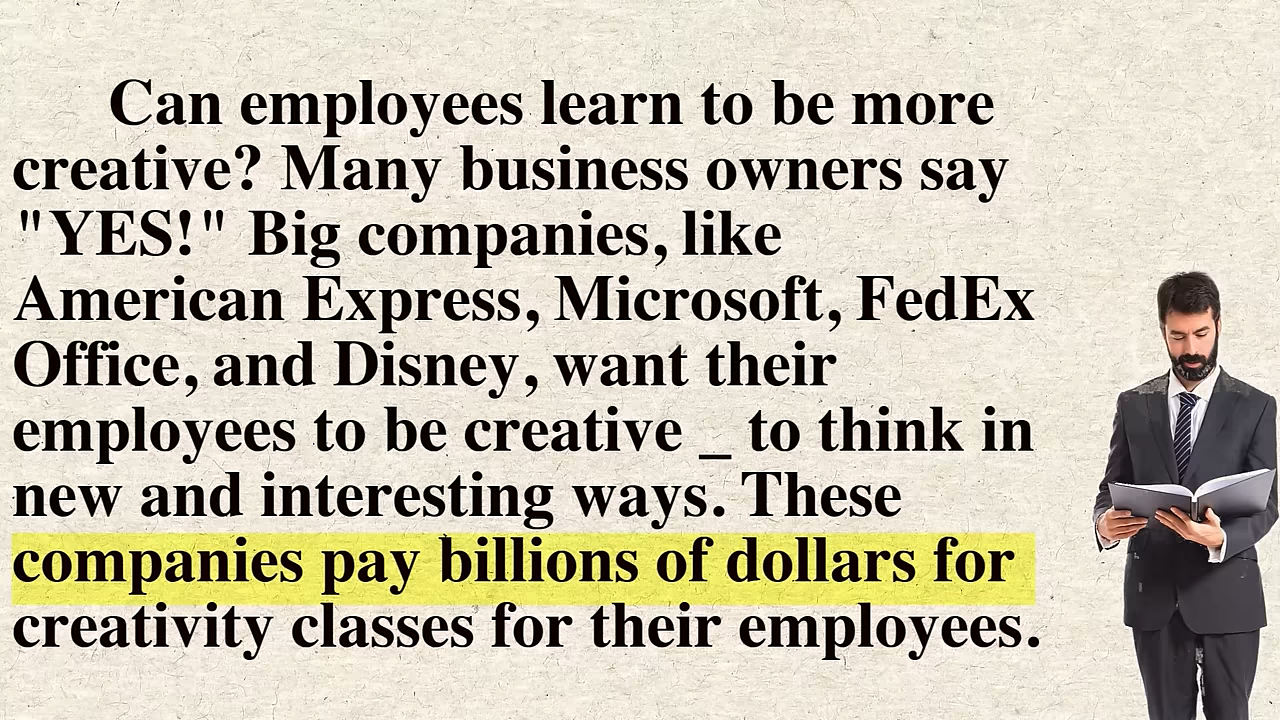 Can employees learn to be more
creative? Many business owners say
"YES!" Big companies, like
American Express, Microsoft, FedEx
Office, and Disney, want their
employees to be creative _ to think in
new and interesting ways. These
companies pay billions of dollars for
creativity classes for their employees.